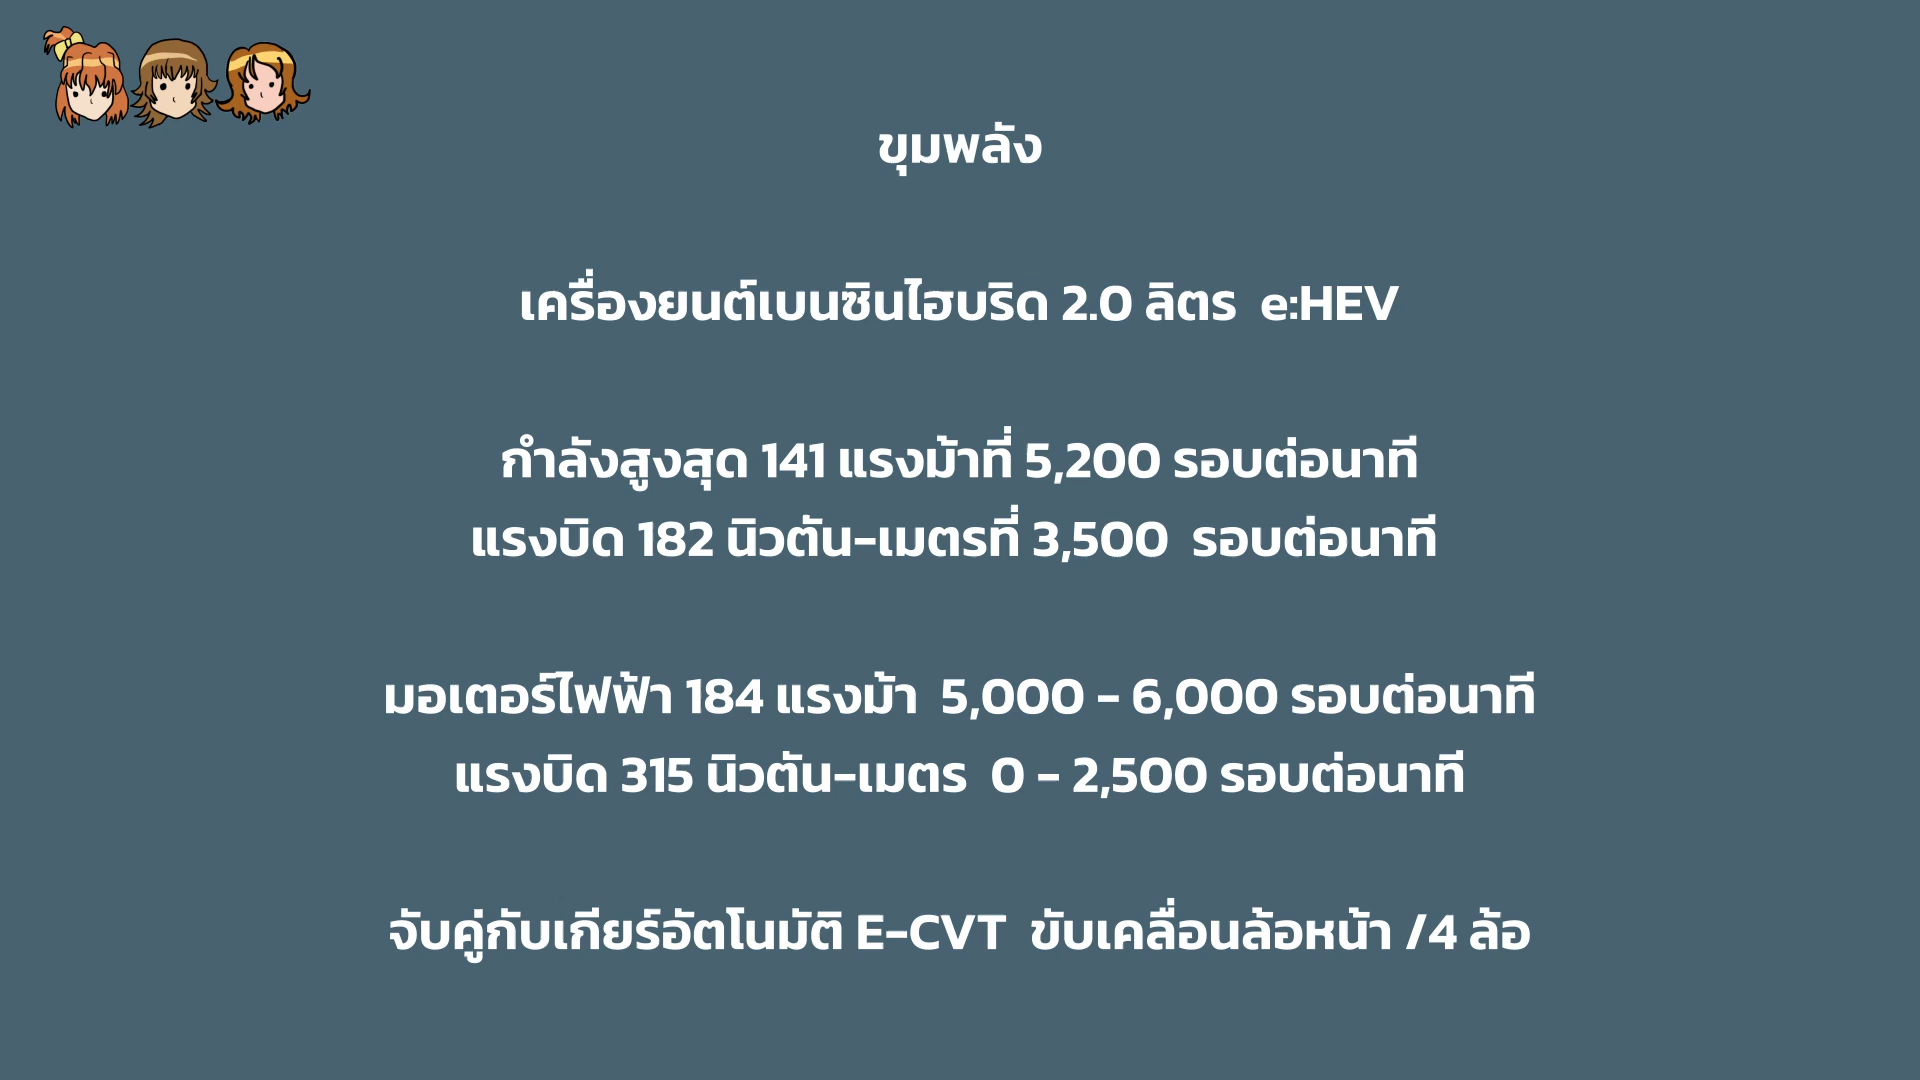 ขุมพลัง
เครื่องยนต์เบนซินไฮบริด 2.0 ลิตร  e:HEV
กำลังสูงสุด 141 แรงม้าที่ 5,200 รอบต่อนาที
แรงบิด 182 นิวตัน-เมตรที่ 3,500  รอบต่อนาที
มอเตอร์ไฟฟ้า 184 แรงม้า  5,000 - 6,000 รอบต่อนาที
แรงบิด 315 นิวตัน-เมตร  0 - 2,500 รอบต่อนาที
จับคู่กับเกียร์อัตโนมัติ E-CVT  ขับเคลื่อนล้อหน้า /4 ล้อ